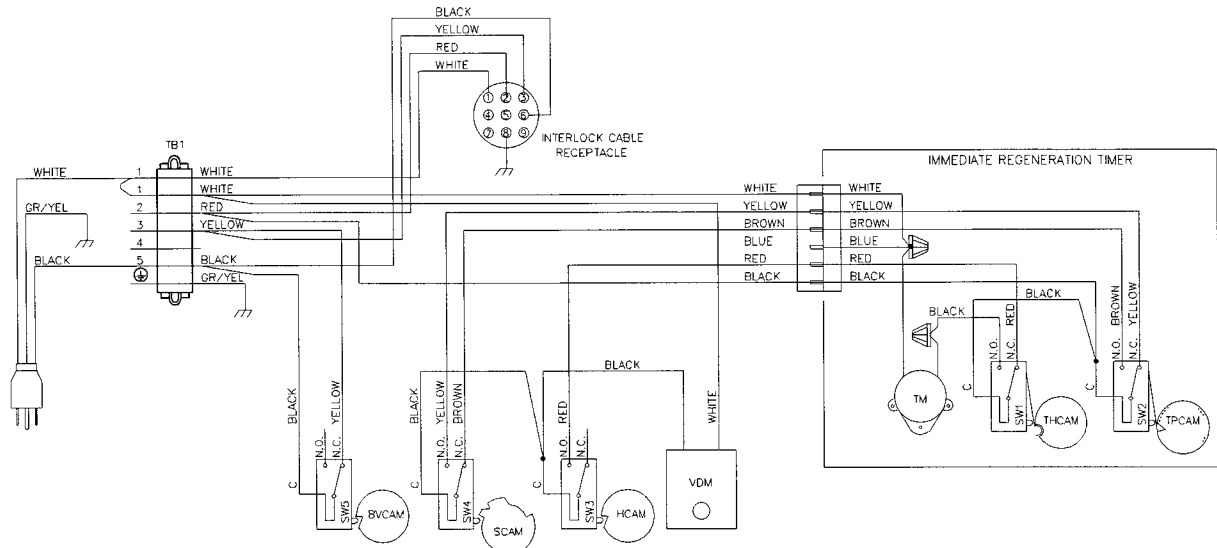 BLACK
YELLOW
RED
WHITE
1 2 3
4 5 6
7 8 9
INTERLOCK CABLE
RECEPTACLE
TB1
WHITE 1 WHITE
1 WHITE
GR/YEL 2 RED
3 YELLOW
4
BLACK 5 BLACK
GR/YEL
IMMEDIATE REGENERATION TIMER
WHITE WHITE
YELLOW YELLOW
BROWN BROWN
BLUE BLUE
RED RED
BLACK BLACK
BLACK
BLACK
RED
BROWN
YELLOW
N.O.
N.C.
C
SW1
THCAM
N.O.
N.C.
C
SW2
TPCAM
TM
BLACK
YELLOW
N.O.
N.C.
C
SW5
BVCAM
BLACK
YELLOW
BROWN
N.O.
N.C.
C
SW4
SCAM
BLACK
RED
N.O.
N.C.
C
SW3
HCAM
WHITE
VDM